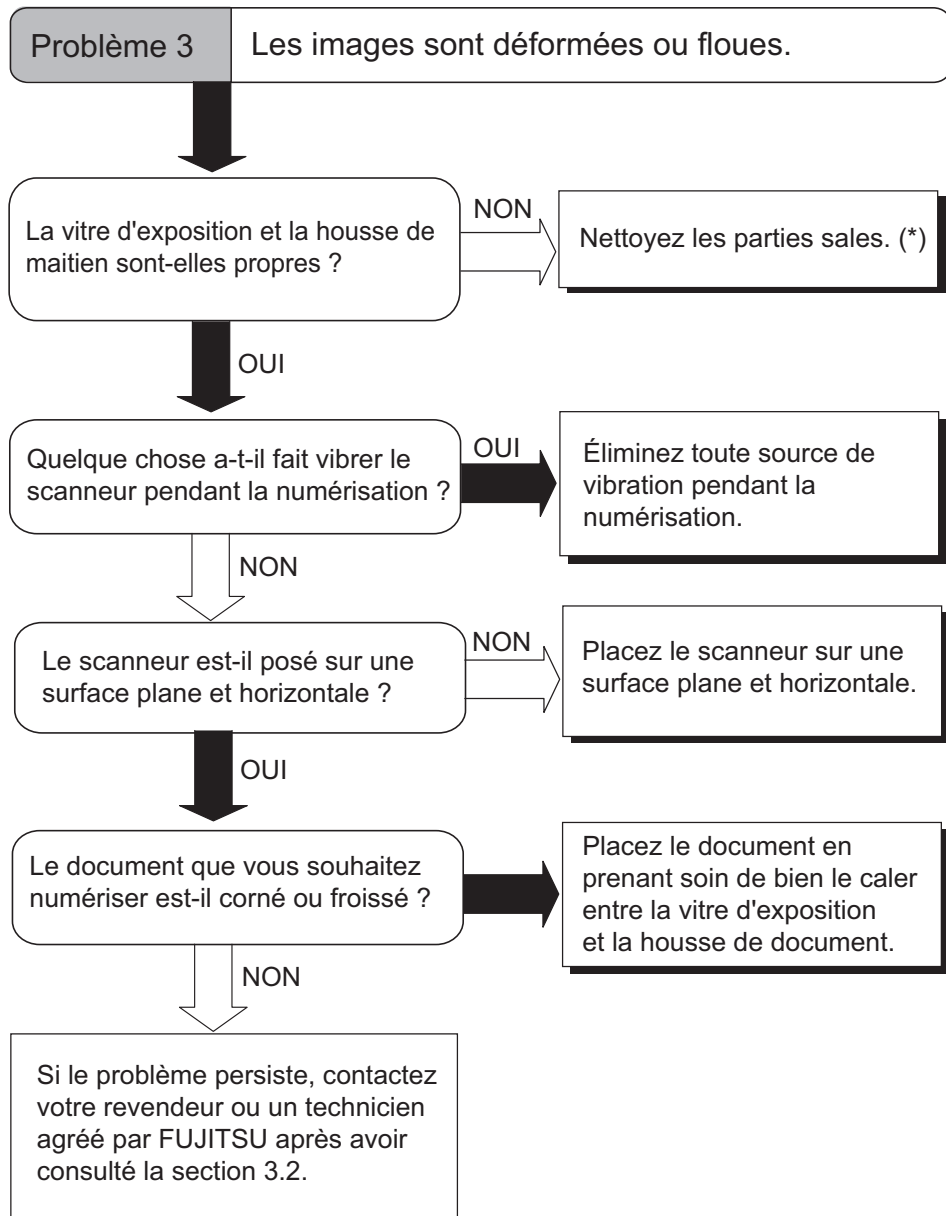 Problème 3
Les images sont déformées ou floues.
La vitre d'exposition et la housse de
maitien sont-elles propres ?
NON
Nettoyez les parties sales. (*)
OUI
Quelque chose a-t-il fait vibrer le
scanneur pendant la numérisation ?
OUI
Éliminez toute source de
vibration pendant la
numérisation.
NON
Le scanneur est-il posé sur une
surface plane et horizontale ?
NON
Placez le scanneur sur une
surface plane et horizontale.
OUI
Le document que vous souhaitez
numériser est-il corné ou froissé ?
Placez le document en
prenant soin de bien le caler
entre la vitre d'exposition
et la housse de document.
NON
Si le problème persiste, contactez
votre revendeur ou un technicien
agréé par FUJITSU après avoir
consulté la section 3.2.